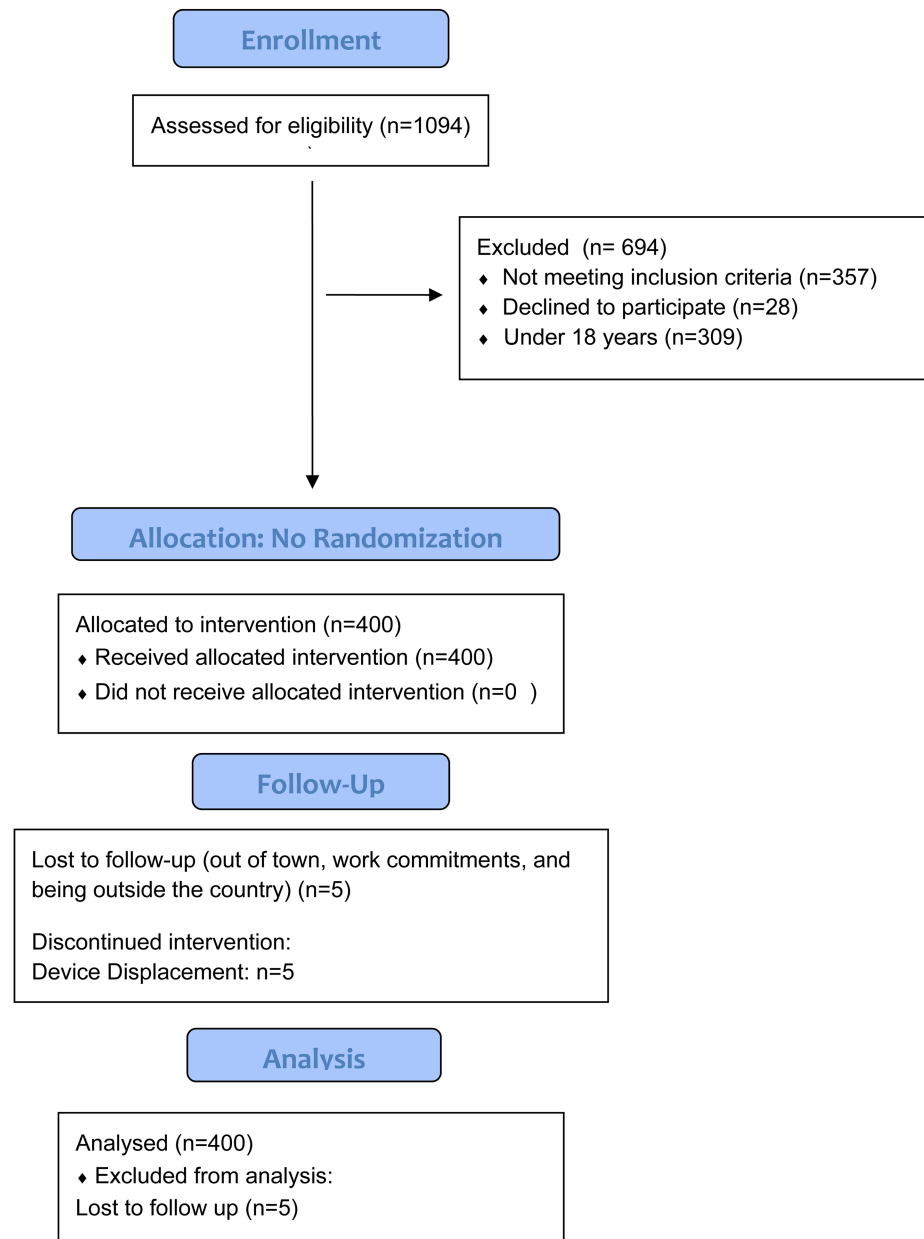 Enrollment
Assessed for eligibility (n=1094)
Excluded  (n= 694)
♦ Not meeting inclusion criteria (n=357)
♦ Declined to participate (n=28)
♦ Under 18 years (n=309)
Allocation: No Randomization
Allocated to intervention (n=400)
♦ Received allocated intervention (n=400)
♦ Did not receive allocated intervention (n=0  )
Follow-Up
Lost to follow-up (out of town, work commitments, and
being outside the country) (n=5)
Discontinued intervention:
Device Displacement: n=5
Analysis
Analysed (n=400)
♦ Excluded from analysis:
Lost to follow up (n=5)